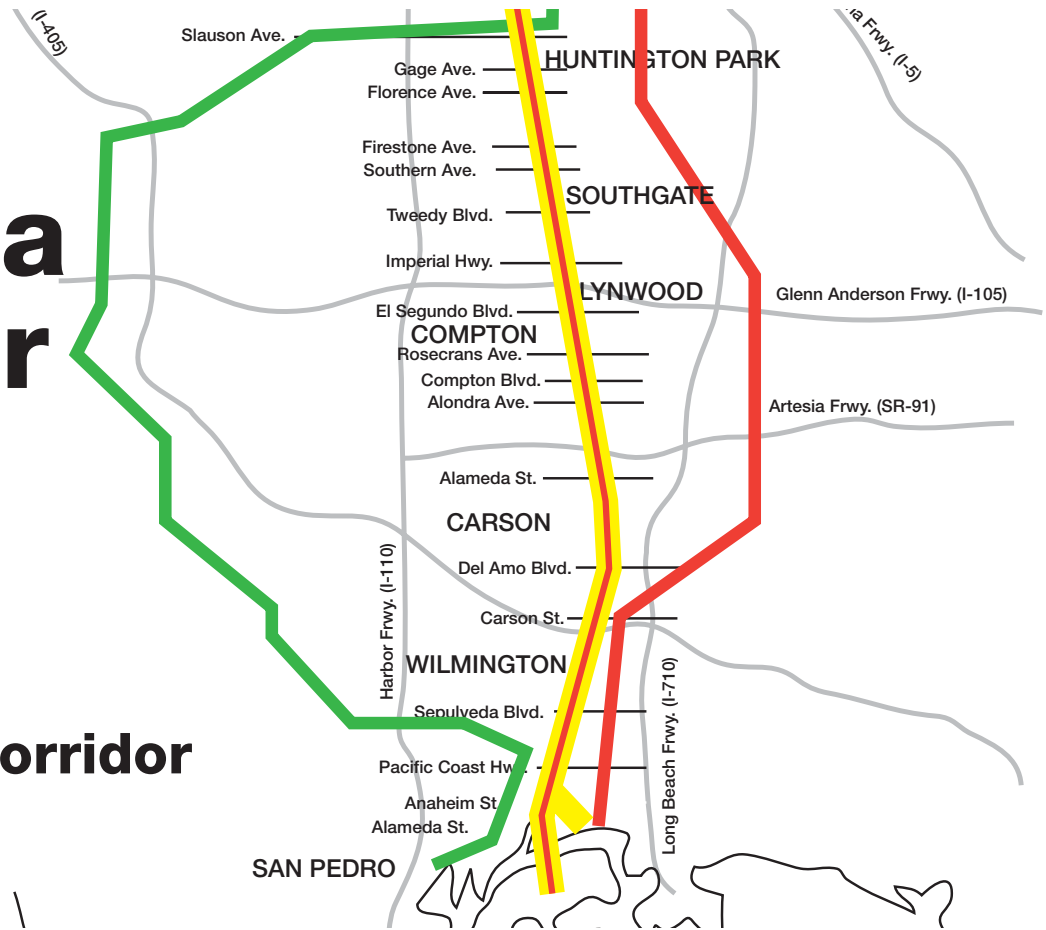 (I-405)
ia Frwy. (I-5)
Slauson Ave.
HUNTINGTON PARK
Gage Ave.
Florence Ave.
Firestone Ave.
Southern Ave.
SOUTHGATE
Tweedy Blvd.
a
Imperial Hwy.
LYNWOOD
Glenn Anderson Frwy. (I-105)
El Segundo Blvd.
COMPTON
r
Rosecrans Ave.
Compton Blvd.
Alondra Ave.
Artesia Frwy. (SR-91)
Alameda St.
CARSON
Del Amo Blvd.
Harbor Frwy. (I-110)
Carson St.
WILMINGTON
Long Beach Frwy. (I-710)
Sepulveda Blvd.
orridor
Pacific Coast Hwy.
Anaheim St.
Alameda St.
SAN PEDRO